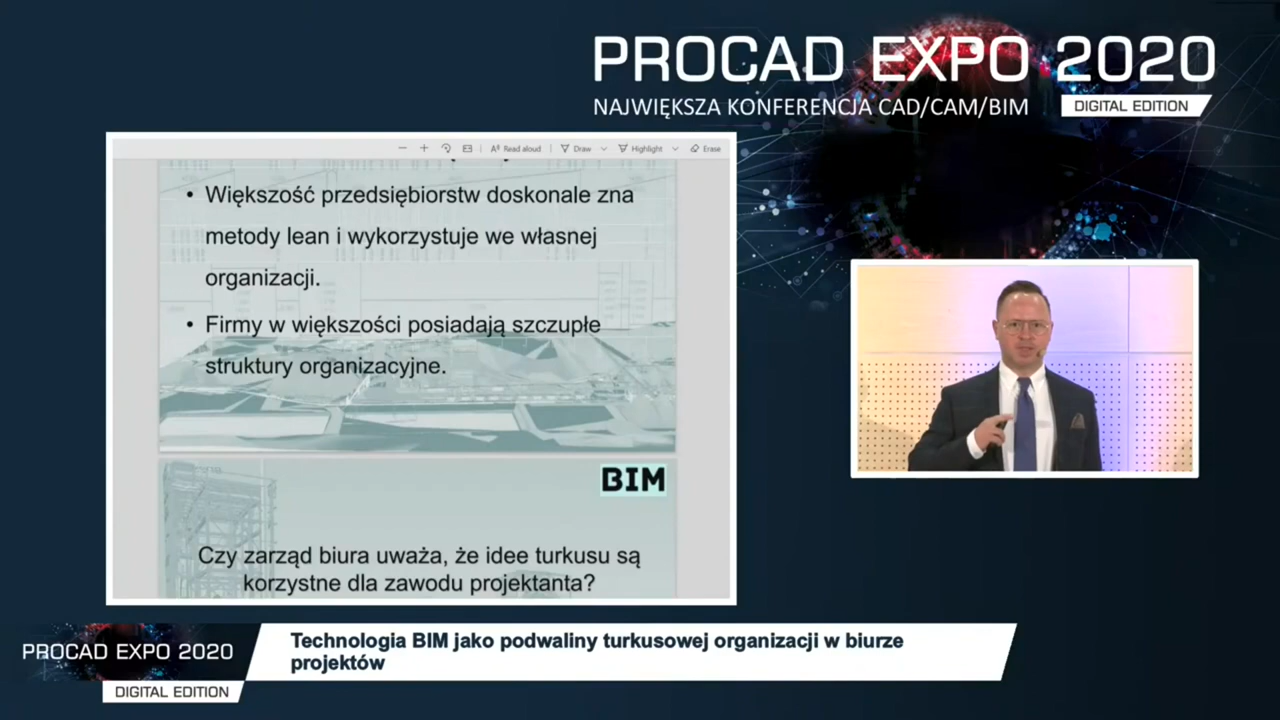 PROCAD EXPO 2020
NAJWIĘKSZA KONFERENCJA CAD/CAM/BIM
DIGITAL EDITION
Read aloud
Draw
Highlight
Erase
• Większość przedsiębiorstw doskonale zna
metody lean i wykorzystuje we własnej
organizacji.
• Firmy w większości posiadają szczupłe
struktury organizacyjne.
BIM
Czy zarząd biura uważa, że idee turkusu są
korzystne dla zawodu projektanta?
PROCAD EXPO 2020
DIGITAL EDITION
Technologia BIM jako podwaliny turkusowej organizacji w biurze
projektów